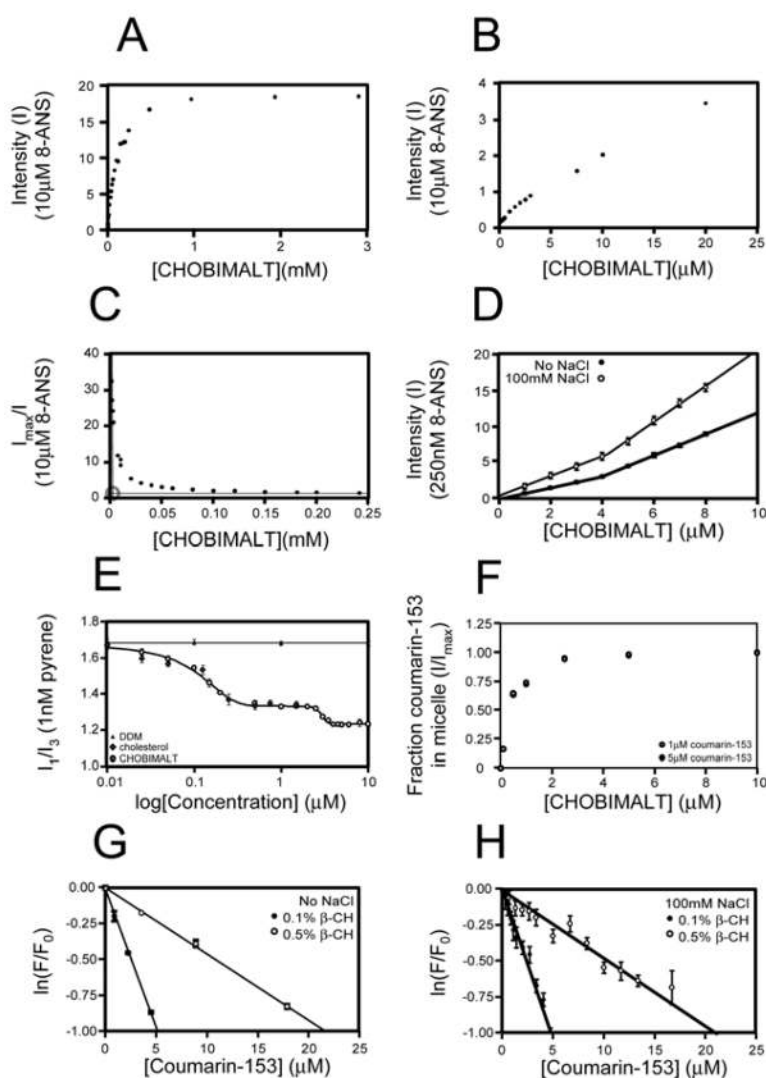 A
Intensity (I)
(10µM 8-ANS)
20
15
10
5
0
0
1
2
3
[CHOBIMALT](mM)
B
Intensity (I)
(10µM 8-ANS)
4
3
2
1
0
0
5
10
15
20
25
[CHOBIMALT](µM)
C
Imax/I
(10µM 8-ANS)
40
30
20
10
0
0
0.05
0.10
0.15
0.20
0.25
[CHOBIMALT](mM)
D
Intensity (I)
(250nM 8-ANS)
20
15
10
5
0
No NaCl
100mM NaCl
0
2
4
6
8
10
[CHOBIMALT] (µM)
E
I1/I3 (1nM pyrene)
1.8
1.6
1.4
1.2
1.0
DDM
cholesterol
CHOBIMALT
0.01
0.1
1
10
log[Concentration] (µM)
F
Fraction coumarin-153
in micelle (I/Imax)
1.25
1.00
0.75
0.50
0.25
0
1µM coumarin-153
5µM coumarin-153
0
2
4
6
8
10
[CHOBIMALT] (µM)
G
ln(F/F0)
0.00
-0.25
-0.50
-0.75
-1.00
No NaCl
0.1% β-CH
0.5% β-CH
0
5
10
15
20
25
[Coumarin-153] (µM)
H
ln(F/F0)
0.00
-0.25
-0.50
-0.75
-1.00
100mM NaCl
0.1% β-CH
0.5% β-CH
0
5
10
15
20
25
[Coumarin-153] (µM)